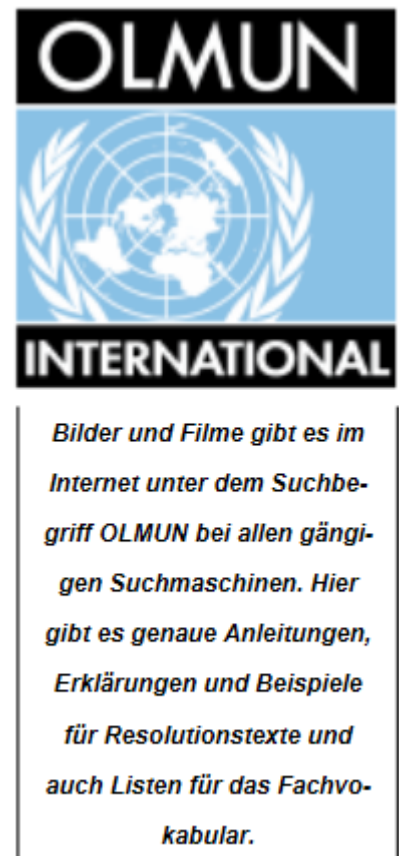 OLMUN
INTERNATIONAL
Bilder und Filme gibt es im
Internet unter dem Suchbe-
griff OLMUN bei allen gängi-
gen Suchmaschinen. Hier
gibt es genaue Anleitungen,
Erklärungen und Beispiele
für Resolutionstexte und
auch Listen für das Fachvo-
kabular.